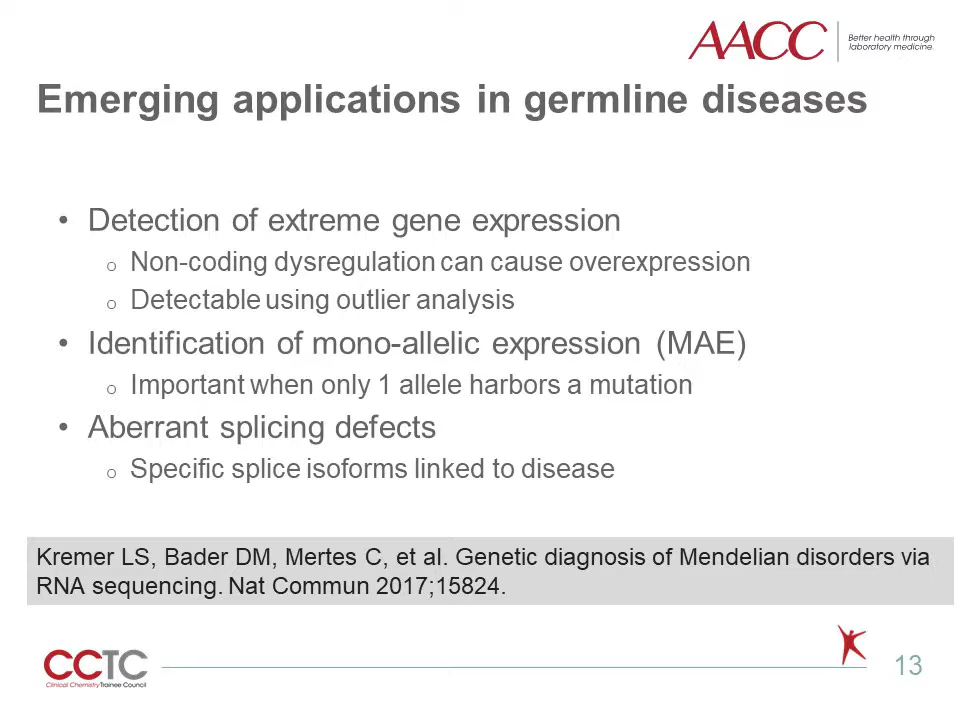 AACC
Better health through
laboratory medicine.
Emerging applications in germline diseases
• Detection of extreme gene expression
o Non-coding dysregulation can cause overexpression
o Detectable using outlier analysis
• Identification of mono-allelic expression (MAE)
o Important when only 1 allele harbors a mutation
• Aberrant splicing defects
o Specific splice isoforms linked to disease
Kremer LS, Bader DM, Mertes C, et al. Genetic diagnosis of Mendelian disorders via
RNA sequencing. Nat Commun 2017;15824.
CCTC
Clinical Chemistry Trainee Council
13